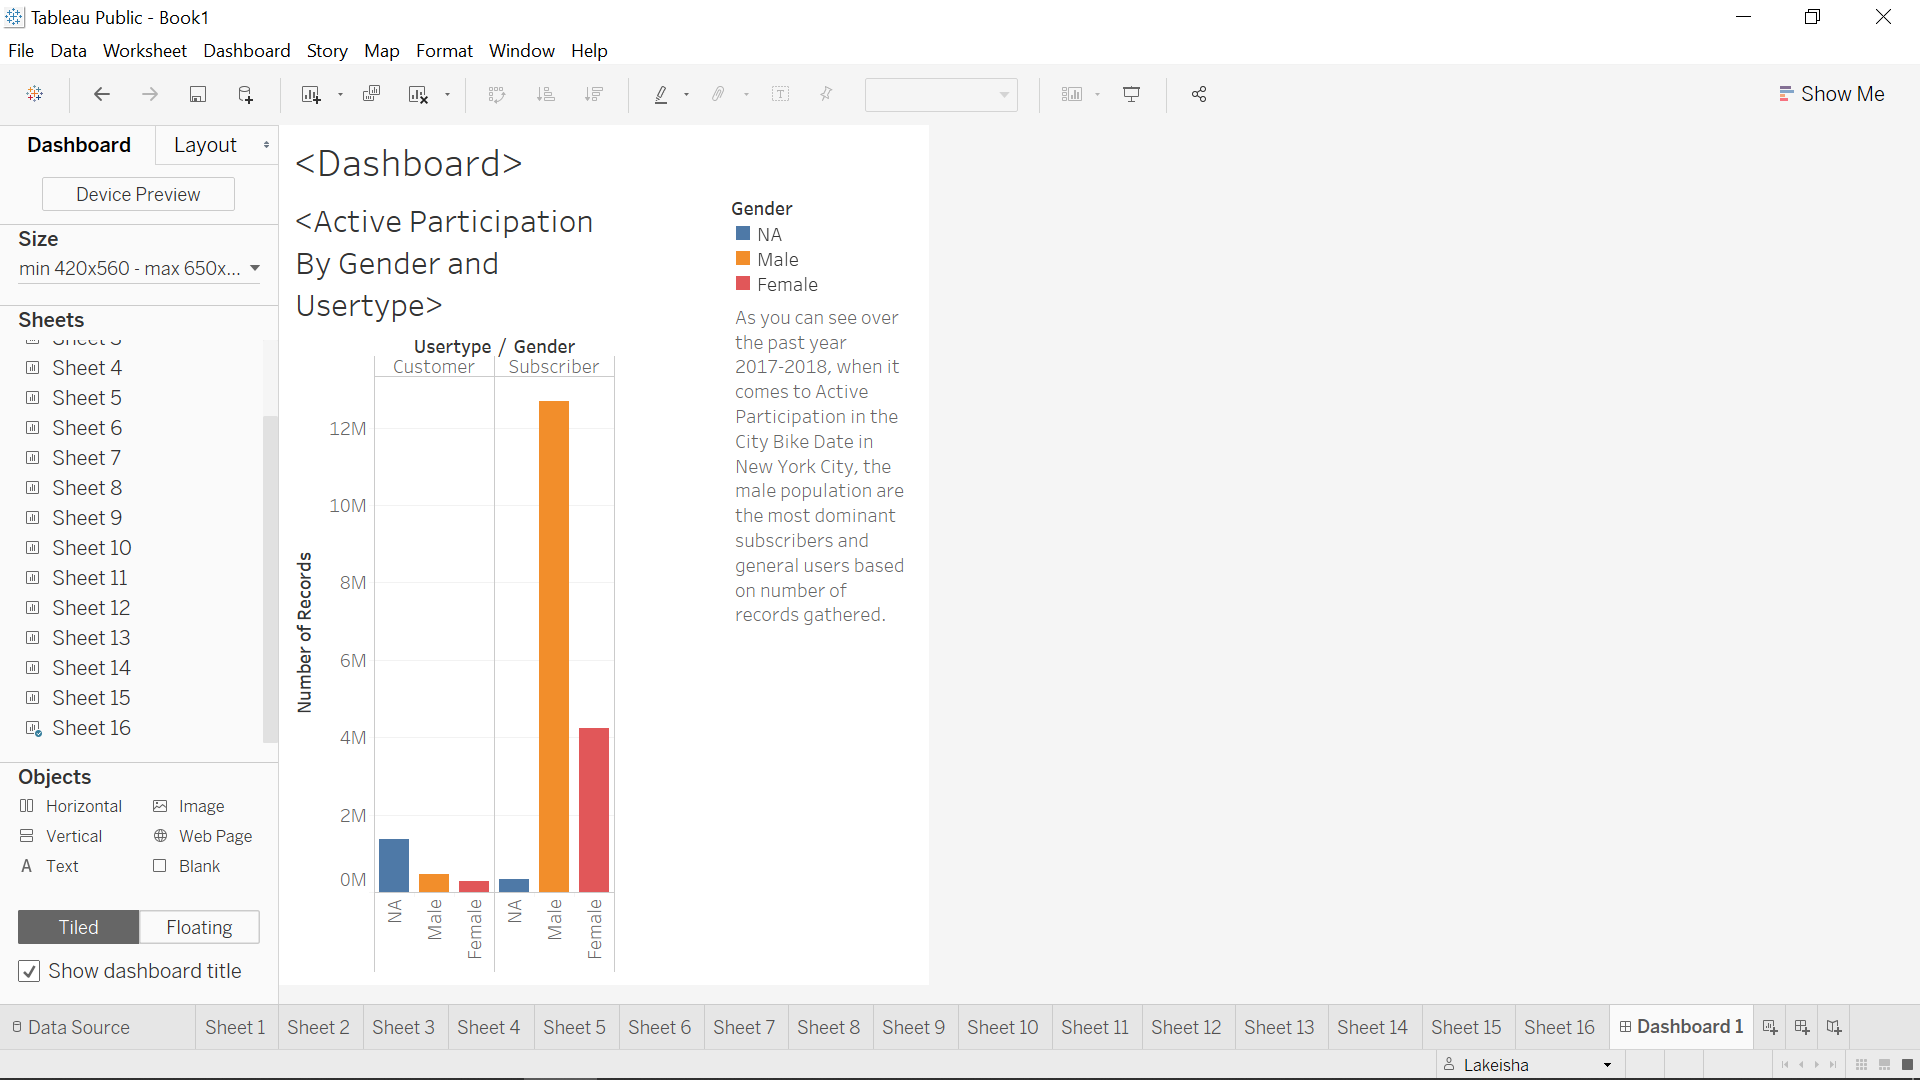 Tableau Public - Book1
File Data Worksheet Dashboard Story Map Format Window Help
Show Me
Dashboard Layout
Device Preview
Size
min 420x560 - max 650x...
Sheets
Sheet 4
Sheet 5
Sheet 6
Sheet 7
Sheet 8
Sheet 9
Sheet 10
Sheet 11
Sheet 12
Sheet 13
Sheet 14
Sheet 15
Sheet 16
Objects
Horizontal Image
Vertical Web Page
A Text Blank
Tiled Floating
Show dashboard title
<Dashboard>
<Active Participation
By Gender and
Usertype>
Usertype / Gender
Customer Subscriber
Number of Records
12M
10M
8M
6M
4M
2M
0M
NA Male Female NA Male Female
Gender
NA
Male
Female
As you can see over
the past year
2017-2018, when it
comes to Active
Participation in the
City Bike Date in
New York City, the
male population are
the most dominant
subscribers and
general users based
on number of
records gathered.
Data Source Sheet 1 Sheet 2 Sheet 3 Sheet 4 Sheet 5 Sheet 6 Sheet 7 Sheet 8 Sheet 9 Sheet 10 Sheet 11 Sheet 12 Sheet 13 Sheet 14 Sheet 15 Sheet 16 Dashboard 1
Lakeisha